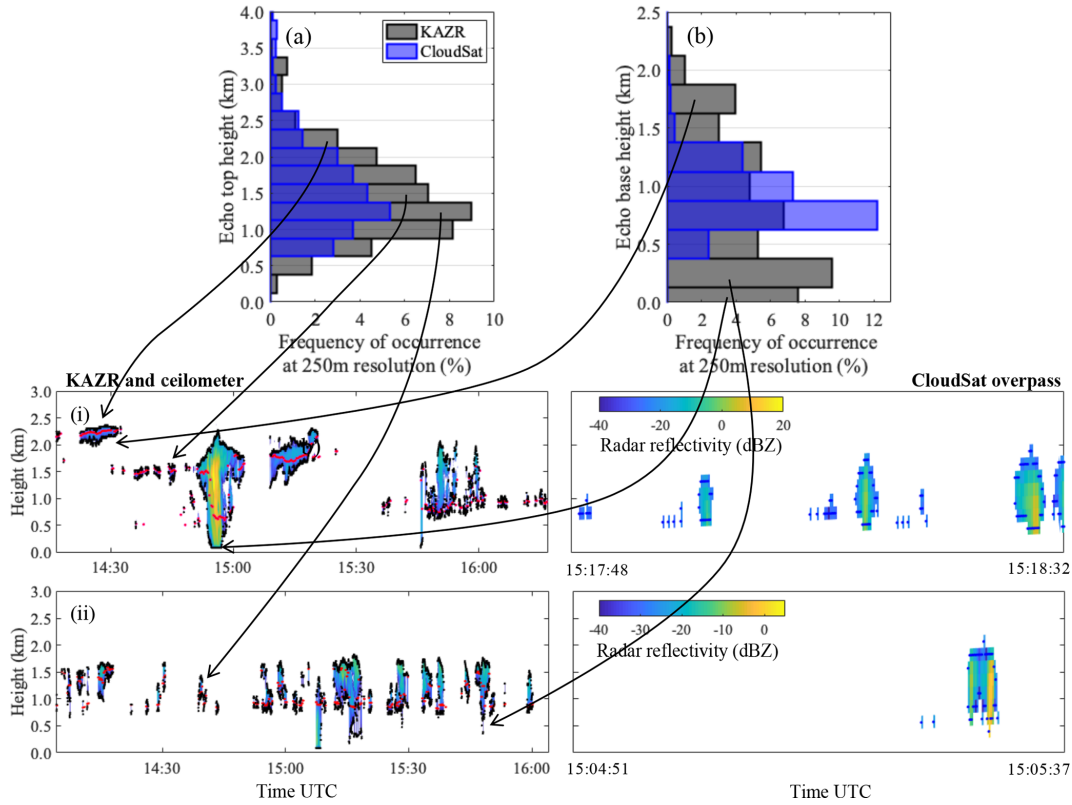 (a)
KAZR
CloudSat
4.0
3.5
4.0
3.0
2.5
2.0
1.5
1.0
0.5
0.0
Echo top height (km)
0 2 4 6 8 10
Frequency of occurrence
at 250m resolution (%)
(b)
2.5
2.0
1.5
1.0
0.5
0.0
Echo base height (km)
0 2 4 6 8 10 12
Frequency of occurrence
at 250m resolution (%)
KAZR and ceilometer
(i)
3.0
2.5
2.0
1.5
1.0
0.5
0.0
Height (km)
14:30 15:00 15:30 16:00
CloudSat overpass
-40 -20 0 20
Radar reflectivity (dBZ)
15:17:48 15:18:32
(ii)
3.0
2.5
2.0
1.5
1.0
0.5
0.0
Height (km)
14:30 15:00 15:30 16:00
Time UTC
-40 -30 -20 -10 0
Radar reflectivity (dBZ)
15:04:51 15:05:37
Time UTC